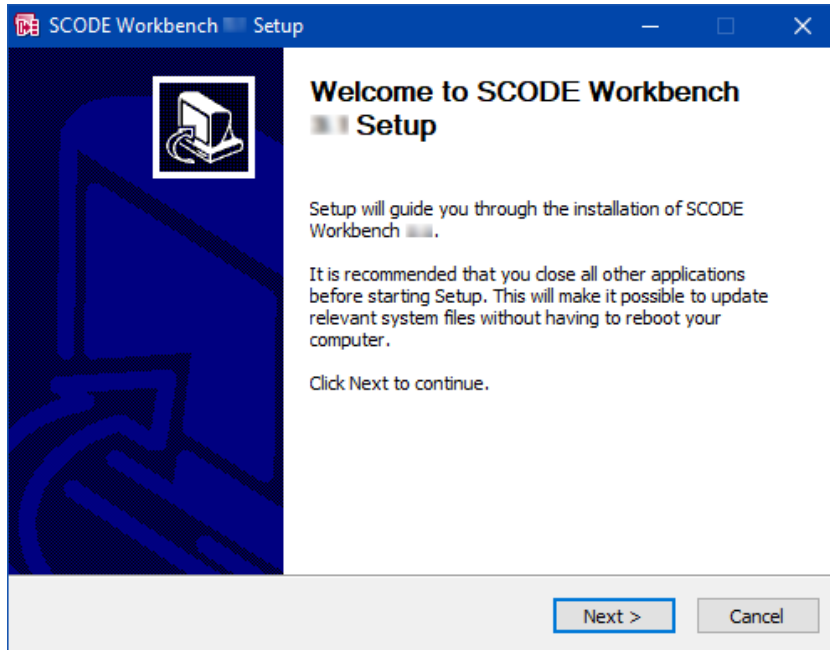 SCODE Workbench Setup
Welcome to SCODE Workbench
Setup
Setup will guide you through the installation of SCODE
Workbench .
It is recommended that you close all other applications
before starting Setup. This will make it possible to update
relevant system files without having to reboot your
computer.
Click Next to continue.
Next >
Cancel